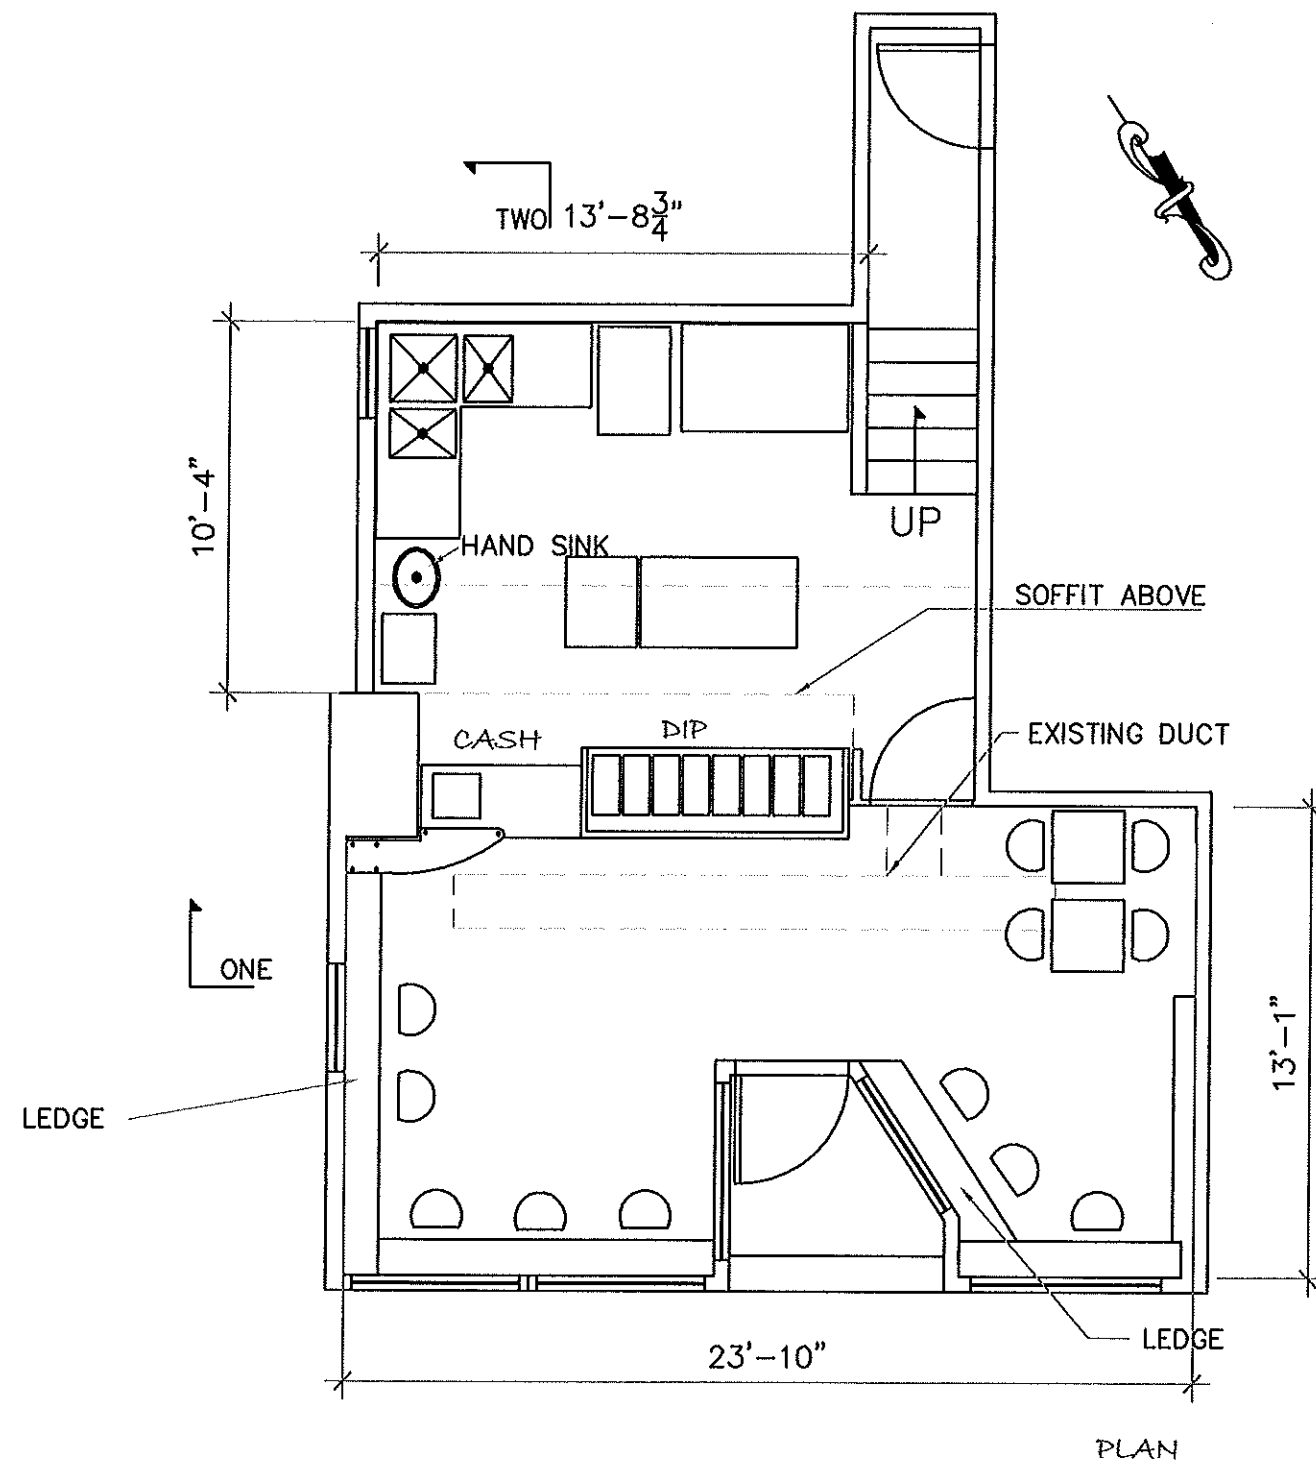 TWO 13'-8 3/4"
10'-4"
UP
HAND SINK
SOFFIT ABOVE
CASH
DIP
EXISTING DUCT
ONE
13'-1"
LEDGE
LEDGE
23'-10"
PLAN